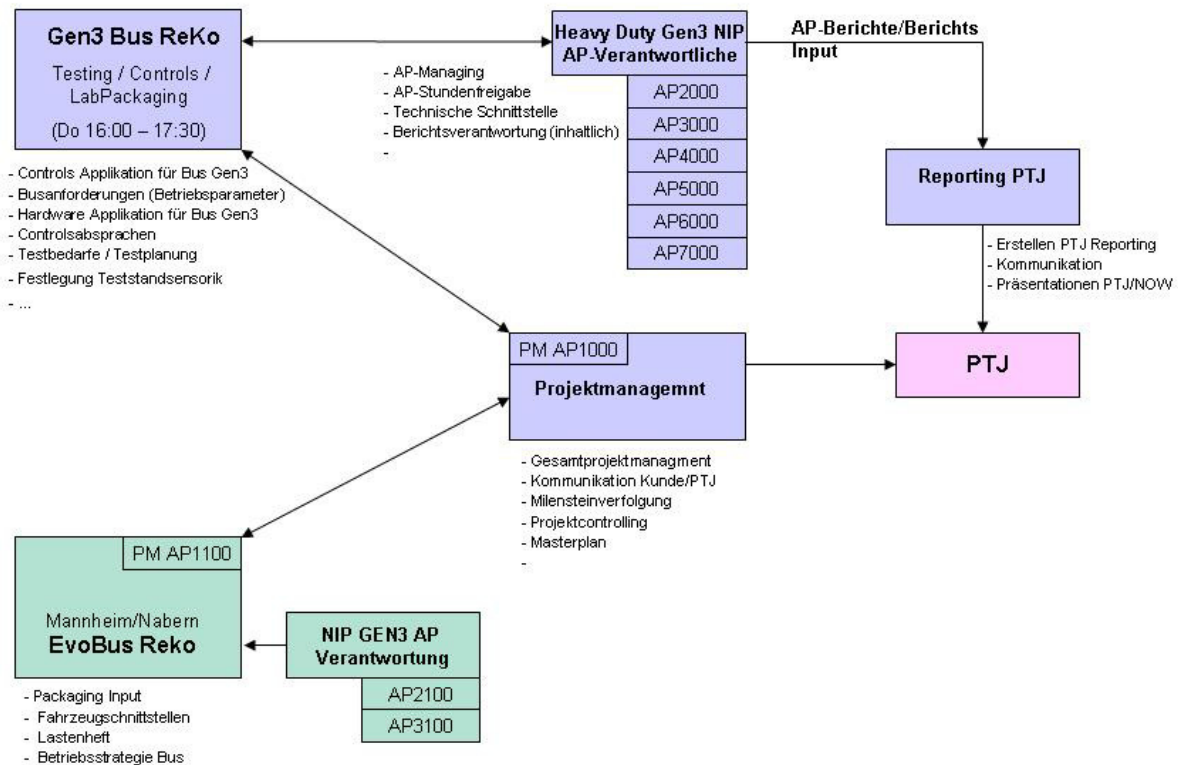 Gen3 Bus ReKo
Testing / Controls /
LabPackaging
(Do 16:00 – 17:30)
- Controls Applikation für Bus Gen3
- Busanforderungen (Betriebsparameter)
- Hardware Applikation für Bus Gen3
- Controlsabsprachen
- Testbedarfe / Testplanung
- Festlegung Teststandsensorik
- ...
- AP-Managing
- AP-Stundenfreigabe
- Technische Schnittstelle
- Berichtsverantwortung (inhaltlich)
-
Heavy Duty Gen3 NIP
AP-Verantwortliche
AP2000
AP3000
AP4000
AP5000
AP6000
AP7000
AP-Berichte/Berichts
Input
Reporting PTJ
- Erstellen PTJ Reporting
- Kommunikation
- Präsentationen PTJ/NOW
PM AP1000
Projektmanagemnt
- Gesamtprojektmanagment
- Kommunikation Kunde/PTJ
- Milensteinverfolgung
- Projektcontrolling
- Masterplan
-
PTJ
PM AP1100
Mannheim/Nabern
EvoBus Reko
- Packaging Input
- Fahrzeugschnittstellen
- Lastenheft
- Betriebsstrategie Bus
NIP GEN3 AP
Verantwortung
AP2100
AP3100